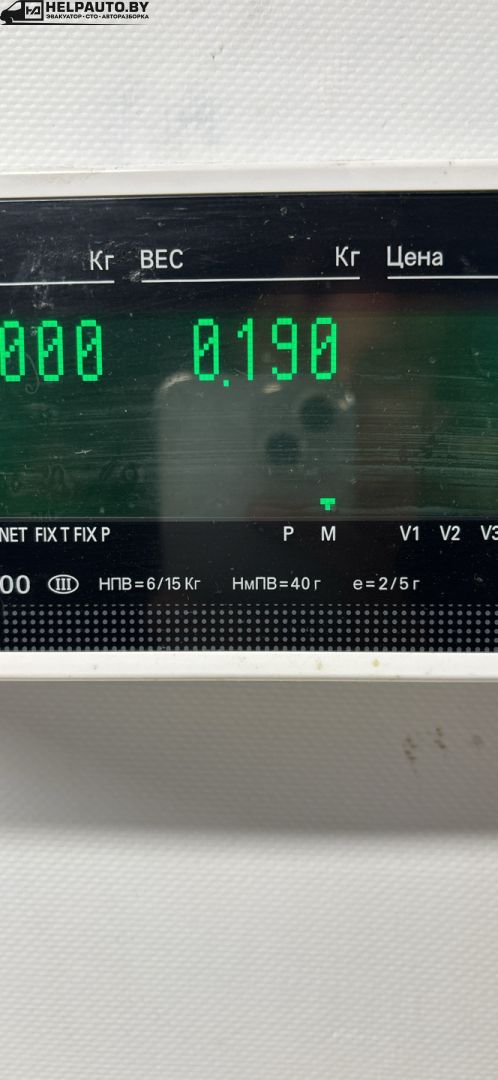 HELPAUTO.BY
ЭВАКУАТОР • СТО • АВТОРАЗБОРКА
Кг ВЕС Кг Цена
000 0.190
NET FIX T FIX P P M V1 V2 V3
00 III НПВ=6/15 Кг НмПВ=40 г e=2/5 г